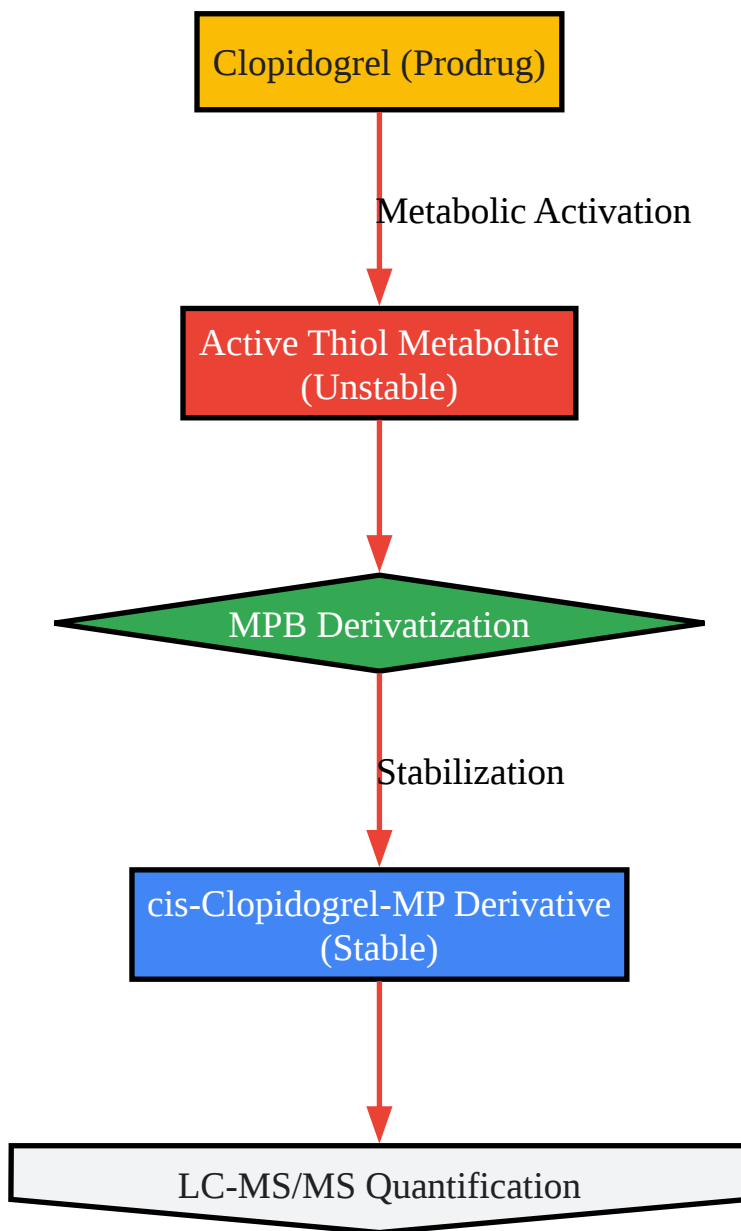 Clopidogrel (Prodrug)
Metabolic Activation
Active Thiol Metabolite
(Unstable)
MPB Derivatization
Stabilization
cis-Clopidogrel-MP Derivative
(Stable)
LC-MS/MS Quantification